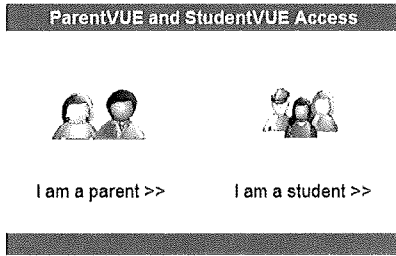 ParentVUE and StudentVUE Access
I am a parent >>
I am a student >>